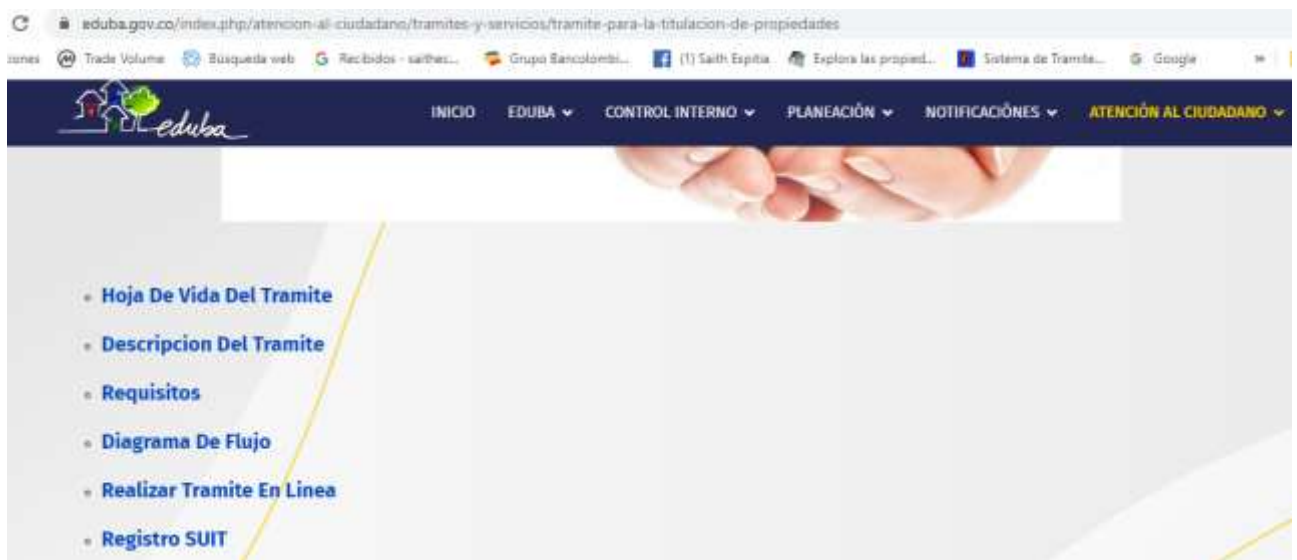 eduba.gov.co/index.php/atencion-al-ciudadano/tramites-y-servicios/tramite-para-la-titulacion-de-propiedades
Trade Volume Búsqueda web Recibidos - saithes... Grupo Bancolombi... (1) Saith Espitia Explora las propied... Sistema de Tramite... Google
eduba INICIO EDUBA CONTROL INTERNO PLANEACIÓN NOTIFICACIÓNES ATENCIÓN AL CIUDADANO
Hoja De Vida Del Tramite
Descripcion Del Tramite
Requisitos
Diagrama De Flujo
Realizar Tramite En Linea
Registro SUIT